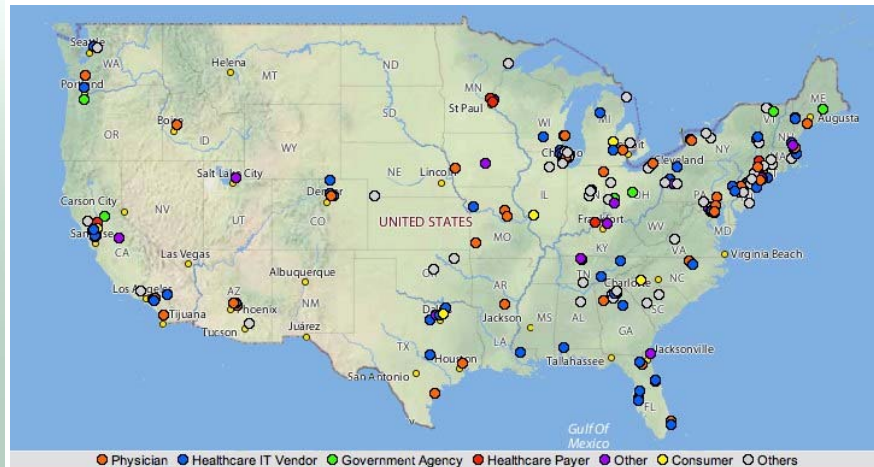 Seattle
WA
Helena
MT
ND
MN
Portland
St Paul
ME
Augusta
VT
NH
OR
Boise
ID
SD
WI
MI
NY
WY
Salt Lake City
NE
Lincoln
Cleveland
Carson City
NV
UT
Denver
CO
UNITED STATES
IL
IN
OH
PA
MD
WV
VA
Virginia Beach
MO
Frankfort
KY
CA
Las Vegas
Albuquerque
AZ
NM
Los Angeles
Phoenix
Tijuana
Tucson
Juárez
AR
TN
NC
Charlotte
SC
MS
AL
GA
Jackson
TX
LA
Houston
San Antonio
Tallahassee
Jacksonville
FL
Gulf Of
Mexico
Physician Healthcare IT Vendor Government Agency Healthcare Payer Other Consumer Others